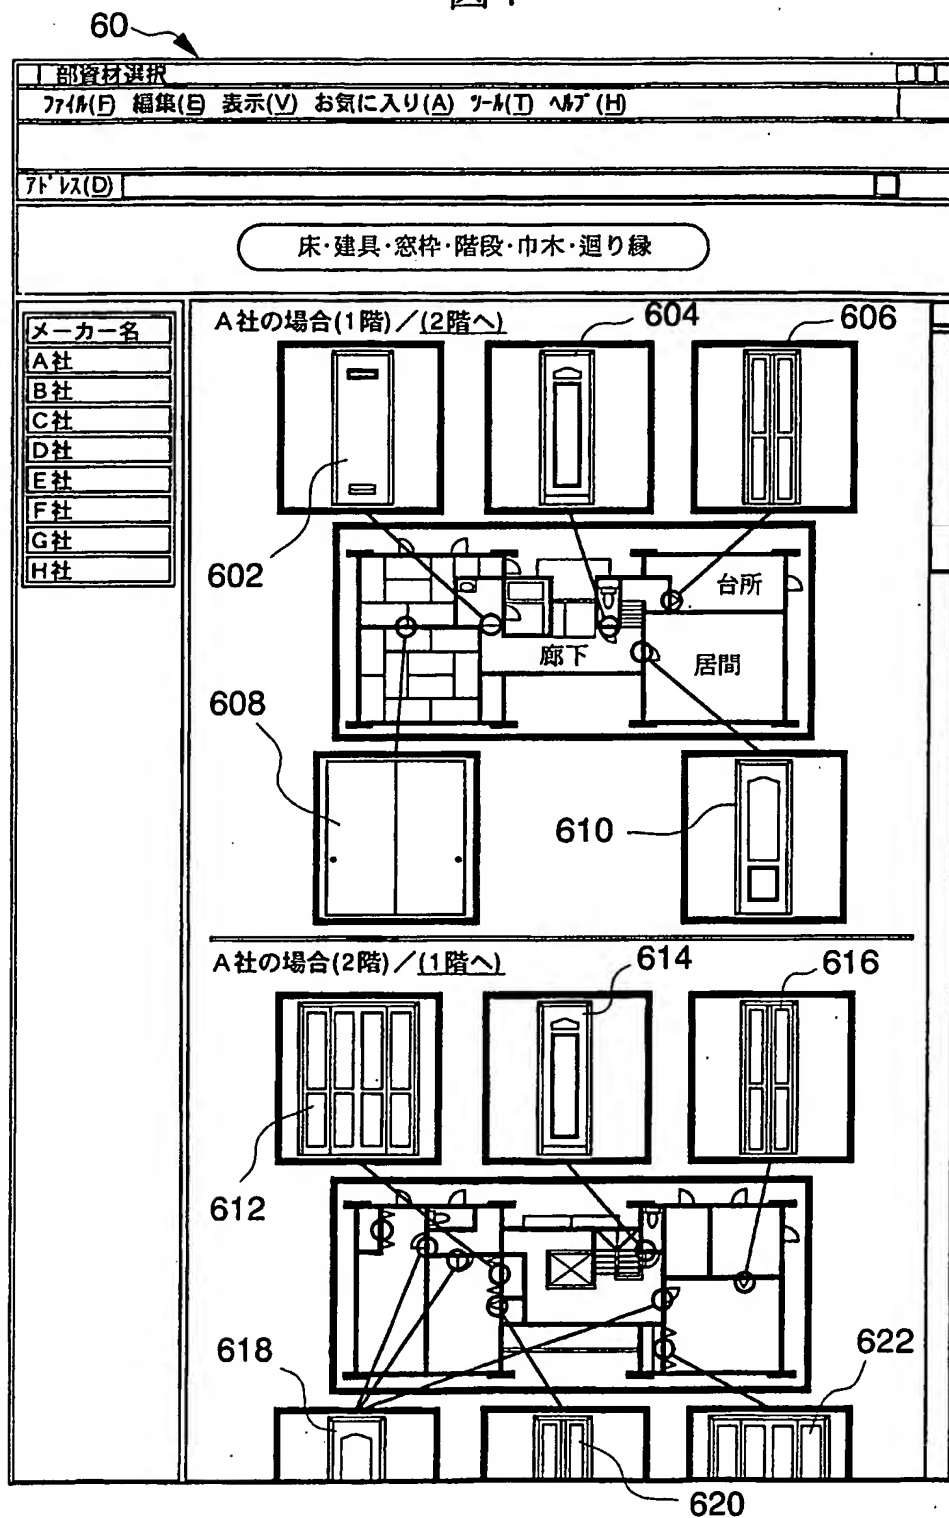 60
部資材選択
ファイル(F) 編集(E) 表示(V) お気に入り(A) ツール(T) ヘルプ(H)
アドレス(D)
床・建具・窓枠・階段・巾木・廻り縁
メーカー名
A社
B社
C社
D社
E社
F社
G社
H社
A社の場合(1階)／(2階へ)
604
606
602
台所
廊下
居間
608
610
A社の場合(2階)／(1階へ)
614
616
612
618
622
620